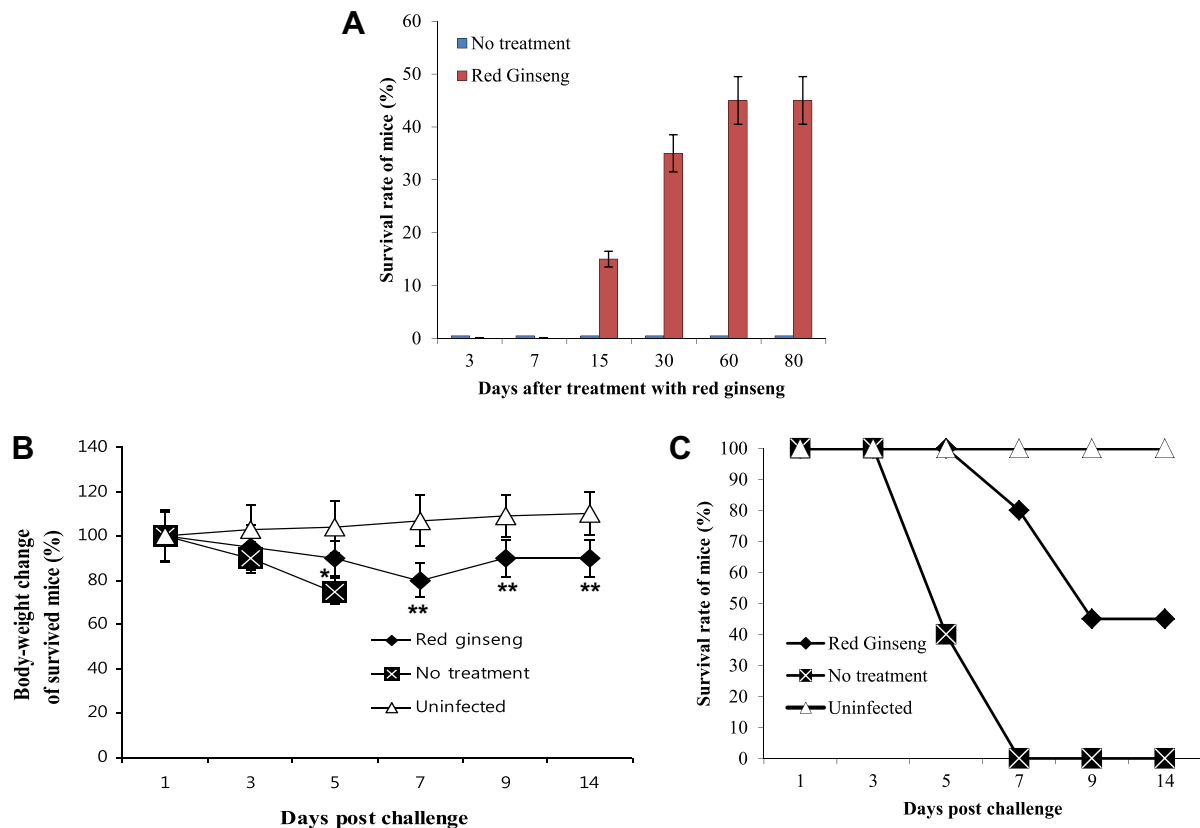 A
60
50
40
30
20
10
0
Survival rate of mice (%)
No treatment
Red Ginseng
3 7 15 30 60 80
Days after treatment with red ginseng
B
140
120
100
80
60
40
20
0
Body-weight change
of survived mice (%)
*
**
**
**
Red ginseng
No treatment
Uninfected
1 3 5 7 9 14
Days post challenge
C
100
90
80
70
60
50
40
30
20
10
0
Survival rate of mice (%)
Red Ginseng
No treatment
Uninfected
1 3 5 7 9 14
Days post challenge